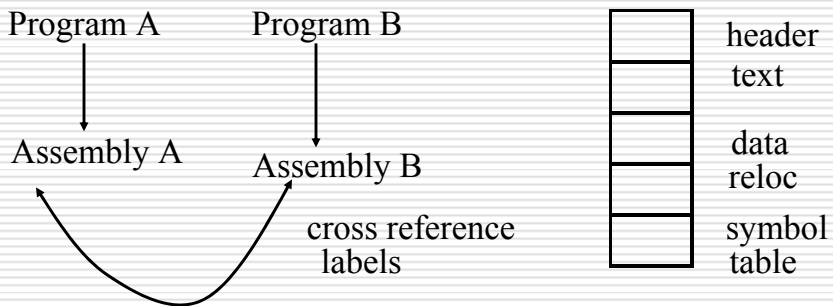 Program A
Program B
Assembly A
Assembly B
cross reference
labels
header
text
data
reloc
symbol
table